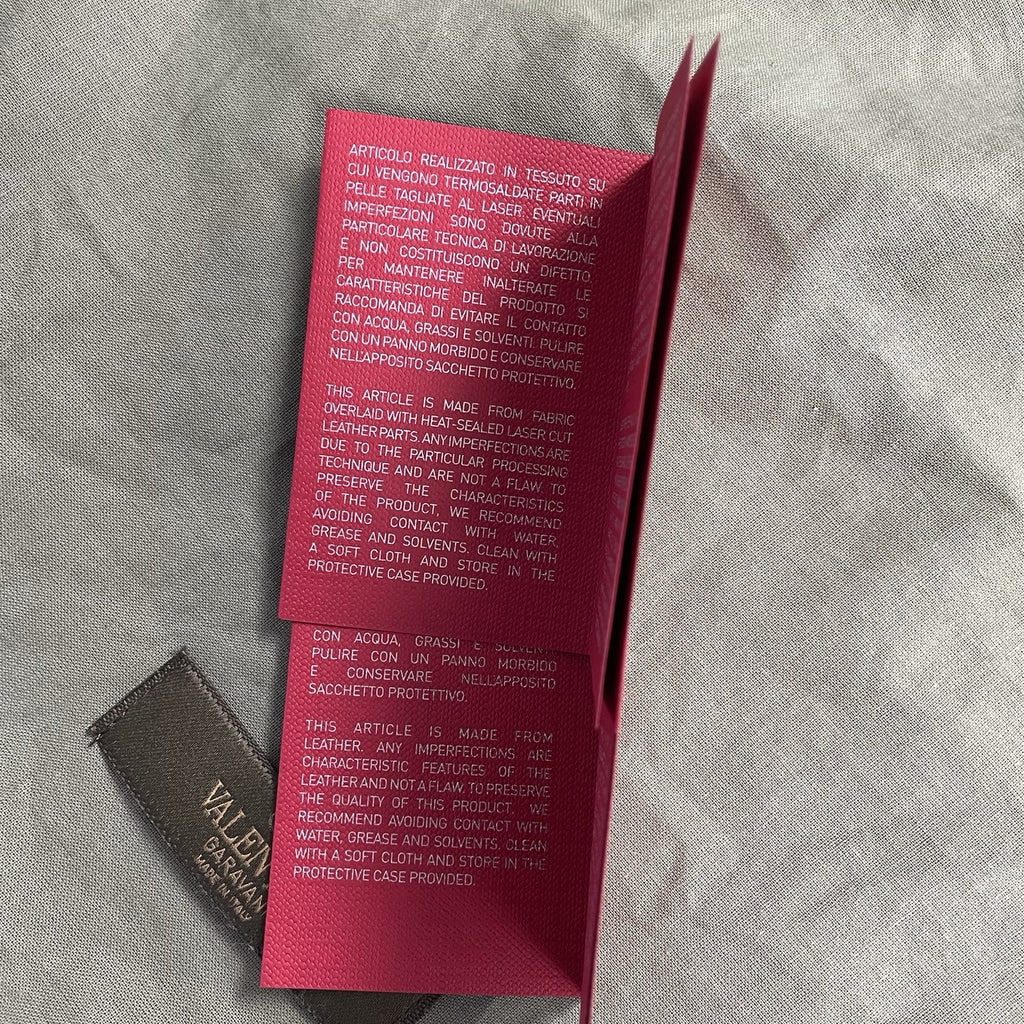 ARTICOLO REALIZZATO IN TESSUTO SU
CUI VENGONO TERMOSALDATE PARTI IN
PELLE TAGLIATE AL LASER. EVENTUALI
IMPERFEZIONI SONO DOVUTE ALLA
PARTICOLARE TECNICA DI LAVORAZIONE
E NON COSTITUISCONO UN DIFETTO.
PER MANTENERE INALTERATE LE
CARATTERISTICHE DEL PRODOTTO SI
RACCOMANDA DI EVITARE IL CONTATTO
CON ACQUA, GRASSI E SOLVENTI. PULIRE
CON UN PANNO MORBIDO E CONSERVARE
NELL'APPOSITO SACCHETTO PROTETTIVO.
THIS ARTICLE IS MADE FROM FABRIC
OVERLAID WITH HEAT-SEALED LASER CUT
LEATHER PARTS. ANY IMPERFECTIONS ARE
DUE TO THE PARTICULAR PROCESSING
TECHNIQUE AND ARE NOT A FLAW. TO
PRESERVE THE CHARACTERISTICS
OF THE PRODUCT, WE RECOMMEND
AVOIDING CONTACT WITH WATER,
GREASE AND SOLVENTS. CLEAN WITH
A SOFT CLOTH AND STORE IN THE
PROTECTIVE CASE PROVIDED.
CON ACQUA, GRASSI E SOLVENTI.
PULIRE CON UN PANNO MORBIDO
E CONSERVARE NELL'APPOSITO
SACCHETTO PROTETTIVO.
THIS ARTICLE IS MADE FROM
LEATHER. ANY IMPERFECTIONS ARE
CHARACTERISTIC FEATURES OF THE
LEATHER AND NOT A FLAW. TO PRESERVE
THE QUALITY OF THIS PRODUCT, WE
RECOMMEND AVOIDING CONTACT WITH
WATER, GREASE AND SOLVENTS. CLEAN
WITH A SOFT CLOTH AND STORE IN THE
PROTECTIVE CASE PROVIDED.
VALEN
GARAVAN
MADE IN ITALY